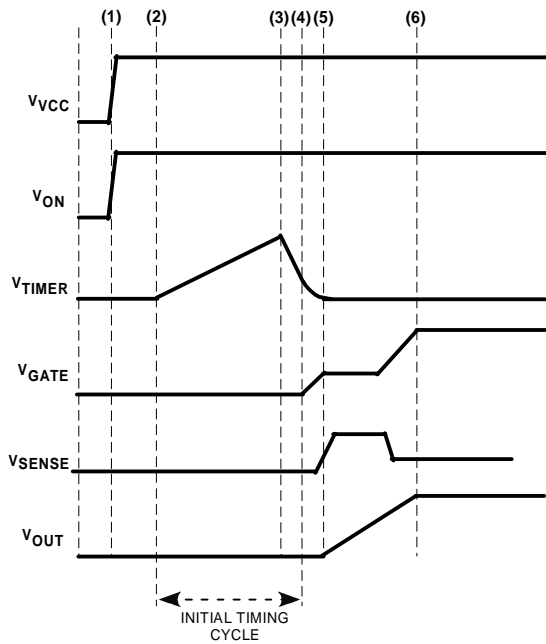 (1) (2) (3) (4) (5) (6)
VVCC
VON
VTIMER
VGATE
VSENSE
VOUT
INITIAL TIMING
CYCLE